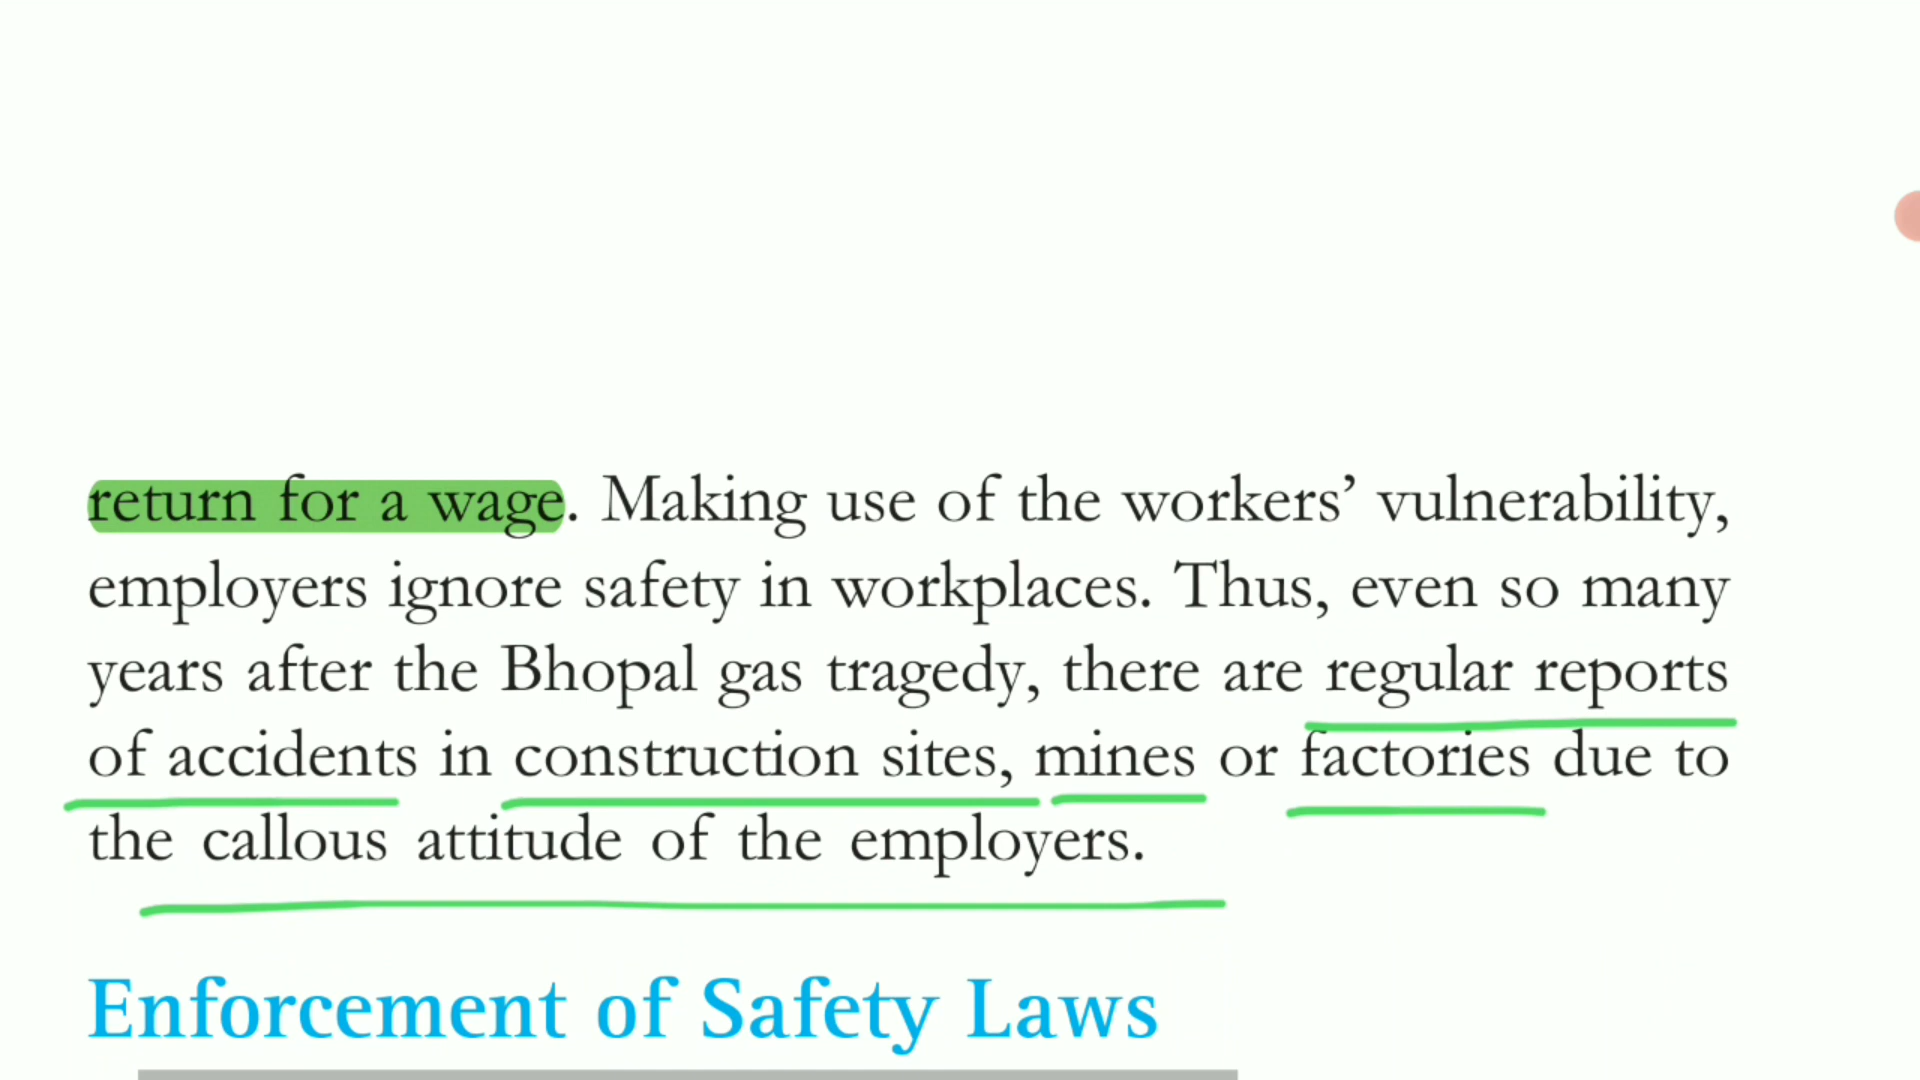 return for a wage. Making use of the workers’ vulnerability,
employers ignore safety in workplaces. Thus, even so many
years after the Bhopal gas tragedy, there are regular reports
of accidents in construction sites, mines or factories due to
the callous attitude of the employers.
Enforcement of Safety Laws